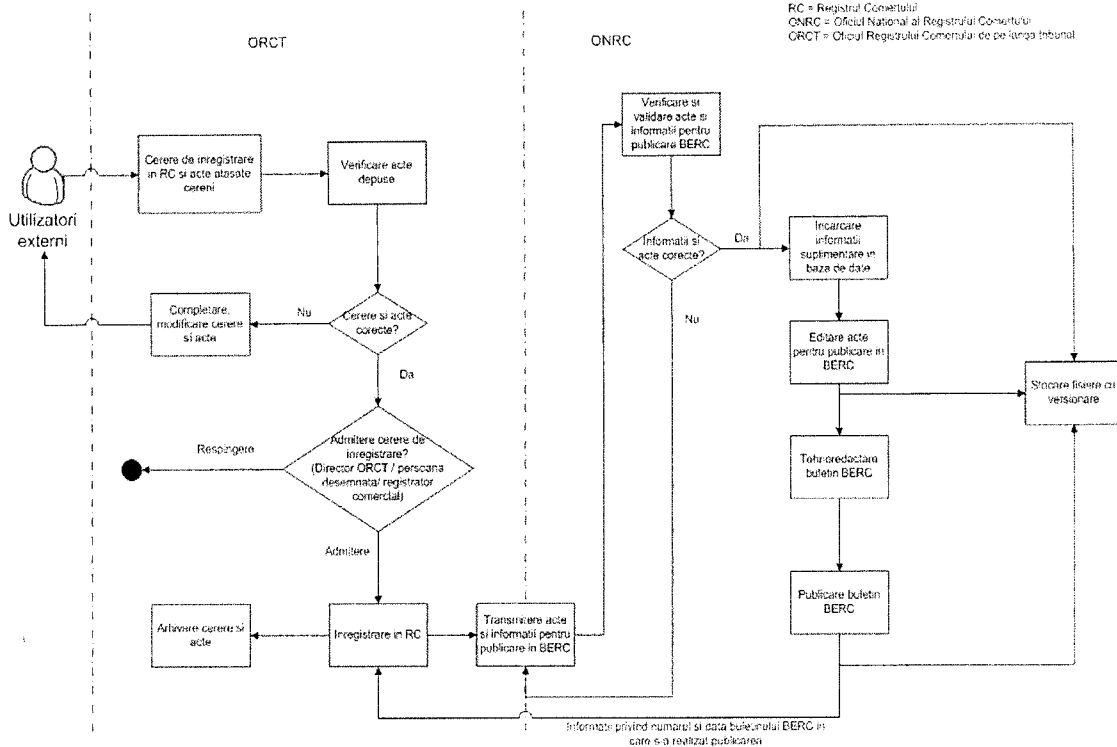 RC = Registrul Comertului
ONRC = Oficiul National al Registrului Comertului
ORCT = Oficiul Registrului Comertului de pe langa tribunal
ORCT
ONRC
Utilizatori
externi
Cerere de inregistrare
in RC si acte atasate
cererii
Verificare acte
depuse
Completare,
modificare cerere
si acte
Nu
Cerere si acte
corecte?
Da
Respingere
Admitere cerere de
inregistrare?
(Director ORCT / persoana
desemnata/ registrator
comercial)
Admitere
Arhivare cerere si
acte
Inregistrare in RC
Transmitere acte
si informatii pentru
publicare in BERC
Verificare si
validare acte si
informatii pentru
publicare BERC
Informatii si
acte corecte?
Da
Nu
Incarcare
informatii
suplimentare in
baza de date
Editare acte
pentru publicare in
BERC
Stocare fisiere cu
versionare
Tehnoredactare
buletin BERC
Publicare buletin
BERC
Informatii privind numarul si data buletinului BERC in
care s-a realizat publicarea